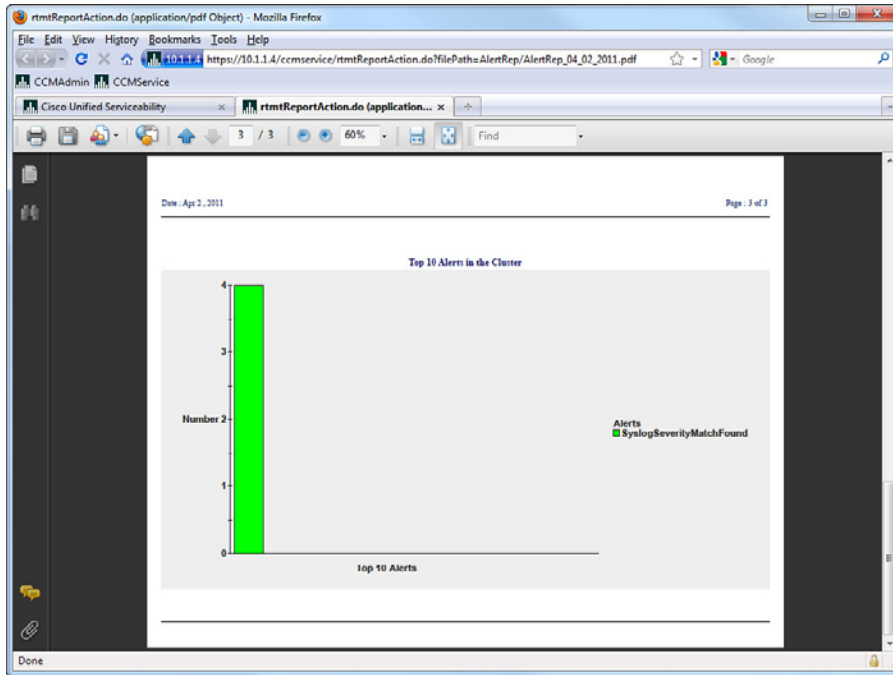 rtmtReportAction.do (application/pdf Object) - Mozilla Firefox
File Edit View History Bookmarks Tools Help
10.1.1.4 https://10.1.1.4/ccmservice/rtmtReportAction.do?filePath=AlertRep/AlertRep_04_02_2011.pdf Google
CCMAdmin CCMService
Cisco Unified Serviceability rtmtReportAction.do (application...
3 / 3 60% Find
Date : Apr 2 , 2011 Page : 3 of 3
Top 10 Alerts in the Cluster
4
3
Number 2
1
0
Alerts
SyslogSeverityMatchFound
Top 10 Alerts
Done